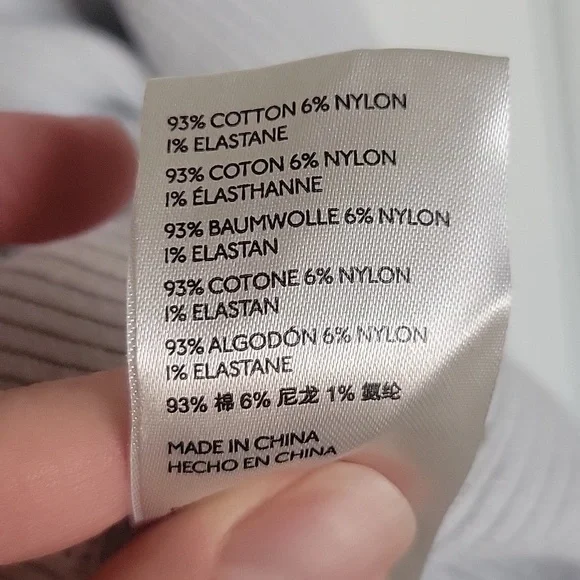 93% COTTON 6% NYLON
1% ELASTANE
93% COTON 6% NYLON
1% ÉLASTHANNE
93% BAUMWOLLE 6% NYLON
1% ELASTAN
93% COTONE 6% NYLON
1% ELASTAN
93% ALGODÓN 6% NYLON
1% ELASTANE
93% 棉 6% 尼龙 1% 氨纶
MADE IN CHINA
HECHO EN CHINA